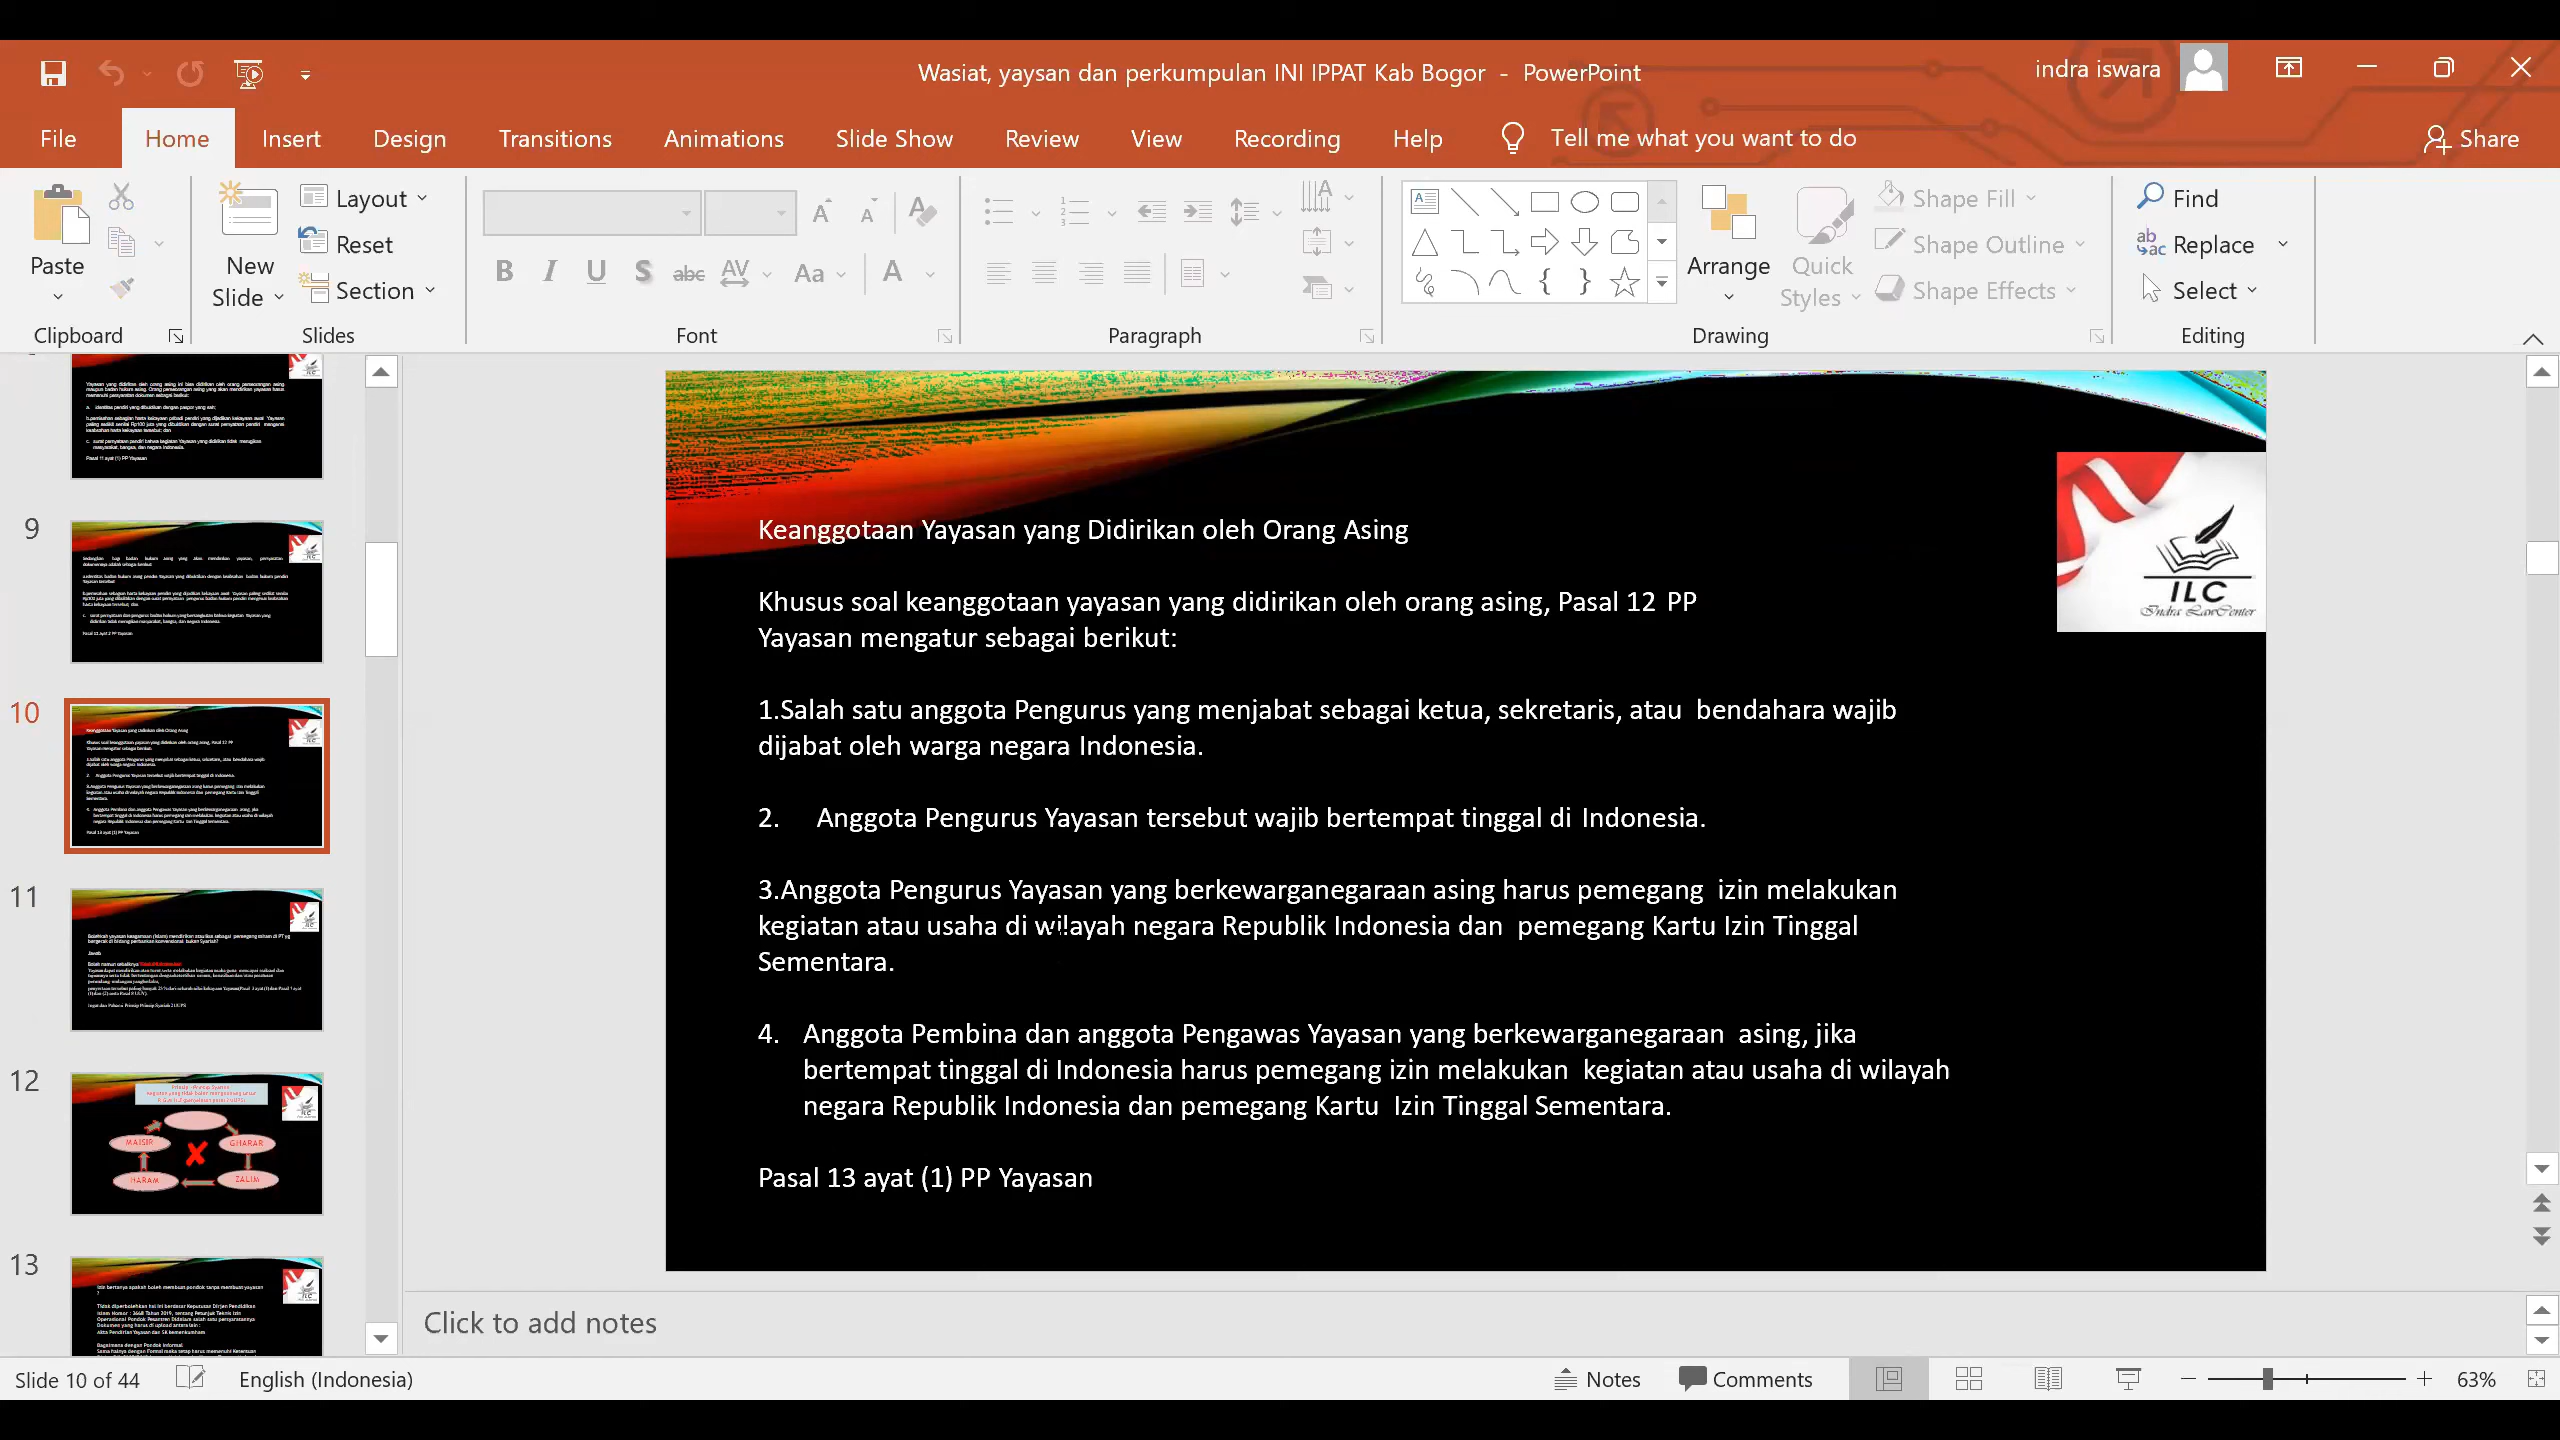 Wasiat, yaysan dan perkumpulan INI IPPAT Kab Bogor - PowerPoint
indra iswara
File Home Insert Design Transitions Animations Slide Show Review View Recording Help Tell me what you want to do Share
Paste
Clipboard
New Slide
Layout
Reset
Section
Slides
Font
Paragraph
Arrange
Quick Styles
Shape Fill
Shape Outline
Shape Effects
Drawing
Find
Replace
Select
Editing
9
10
11
12
MAISIR
GHARAR
HARAM
ZALIM
13
Keanggotaan Yayasan yang Didirikan oleh Orang Asing
Khusus soal keanggotaan yayasan yang didirikan oleh orang asing, Pasal 12 PP
Yayasan mengatur sebagai berikut:
1.Salah satu anggota Pengurus yang menjabat sebagai ketua, sekretaris, atau bendahara wajib
dijabat oleh warga negara Indonesia.
2. Anggota Pengurus Yayasan tersebut wajib bertempat tinggal di Indonesia.
3.Anggota Pengurus Yayasan yang berkewarganegaraan asing harus pemegang izin melakukan
kegiatan atau usaha di wilayah negara Republik Indonesia dan pemegang Kartu Izin Tinggal
Sementara.
4. Anggota Pembina dan anggota Pengawas Yayasan yang berkewarganegaraan asing, jika
bertempat tinggal di Indonesia harus pemegang izin melakukan kegiatan atau usaha di wilayah
negara Republik Indonesia dan pemegang Kartu Izin Tinggal Sementara.
Pasal 13 ayat (1) PP Yayasan
ILC
Indra LawCenter
Click to add notes
Slide 10 of 44
English (Indonesia)
Notes
Comments
63%